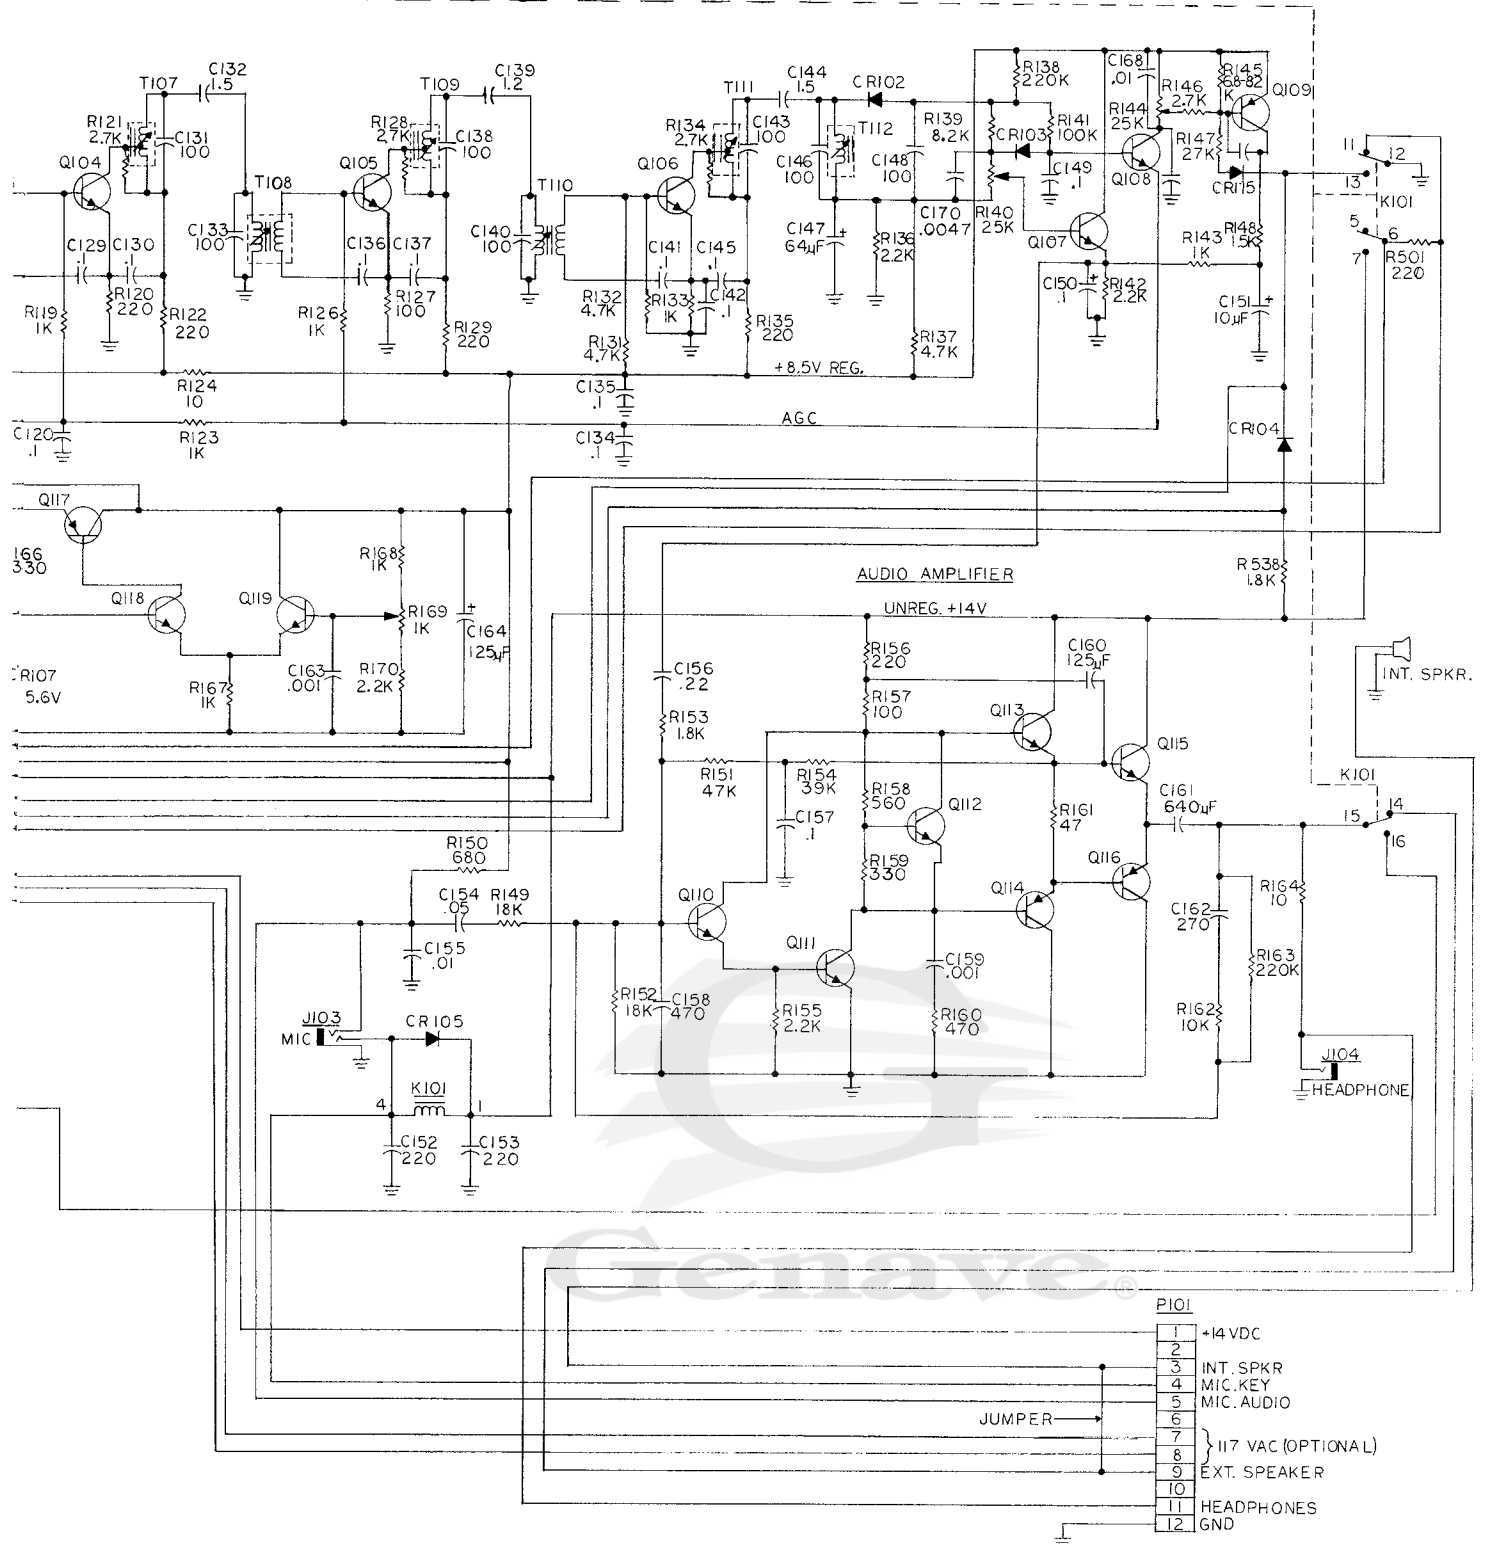 T107
C132
1.5
R121
2.7K
C131
100
Q104
T108
C133
100
C129
.1
C130
.1
R119
1K
R120
220
R122
220
R124
10
R123
1K
C120
.1
T109
C139
1.2
R128
2.7K
C138
100
Q105
T110
C140
100
C136
.1
C137
.1
R126
1K
R127
100
R129
220
T111
C144
1.5
CR102
R134
2.7K
C143
100
T112
Q106
C146
100
C148
100
C141
.1
C145
.1
C142
.1
R132
4.7K
R133
1K
R131
4.7K
R135
220
C135
.1
C134
.1
C147
64µF
R136
2.2K
R137
4.7K
+8.5V REG.
AGC
R138
220K
R139
8.2K
CR103
R141
100K
C149
.1
C170
.0047
R140
25K
Q107
C150
.1
R142
2.2K
C168
.01
R144
25K
R146
2.7K
R145
6.8-8.2
K
Q109
R147
27K
Q108
CR115
R148
1.5K
R143
1K
C151
10µF
CR104
11
12
13
K101
5
6
7
R501
220
Q117
166
330
Q118
Q119
R168
1K
R169
1K
R170
2.2K
C163
.001
R167
1K
C164
125µF
CR107
5.6V
AUDIO AMPLIFIER
UNREG. +14V
R538
1.8K
INT. SPKR.
C156
.22
R153
1.8K
R156
220
R157
100
C160
125µF
Q113
Q115
R151
47K
R154
39K
R158
560
Q112
C157
.1
R161
47
C161
640µF
K101
14
15
16
R159
330
Q114
Q116
R150
680
C154
.05
R149
18K
Q110
Q111
C155
.01
R164
10
C162
270
R163
220K
R162
10K
R152
18K
C158
470
R155
2.2K
C159
.001
R160
470
J103
MIC
CR105
K101
4
1
C152
220
C153
220
J104
HEADPHONE
Genave®
P101
1 +14VDC
2
3 INT. SPKR
4 MIC. KEY
5 MIC. AUDIO
JUMPER
6
7
8
117 VAC (OPTIONAL)
9 EXT. SPEAKER
10
11 HEADPHONES
12 GND